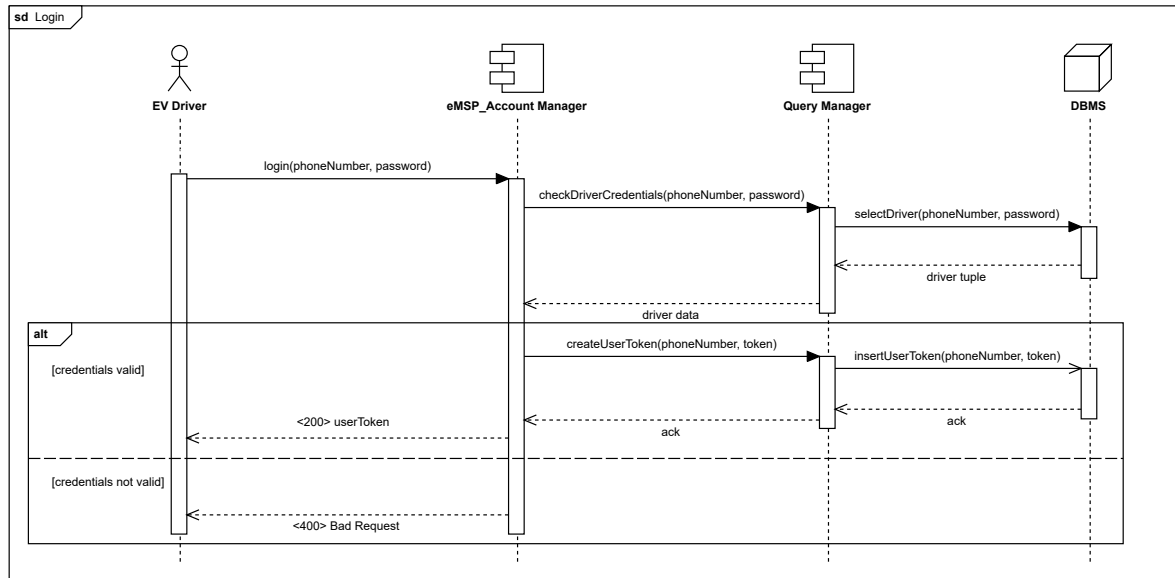 sd Login
EV Driver
eMSP_Account Manager
Query Manager
DBMS
login(phoneNumber, password)
checkDriverCredentials(phoneNumber, password)
selectDriver(phoneNumber, password)
driver tuple
driver data
alt
createUserToken(phoneNumber, token)
insertUserToken(phoneNumber, token)
[credentials valid]
ack
<200> userToken
ack
[credentials not valid]
<400> Bad Request